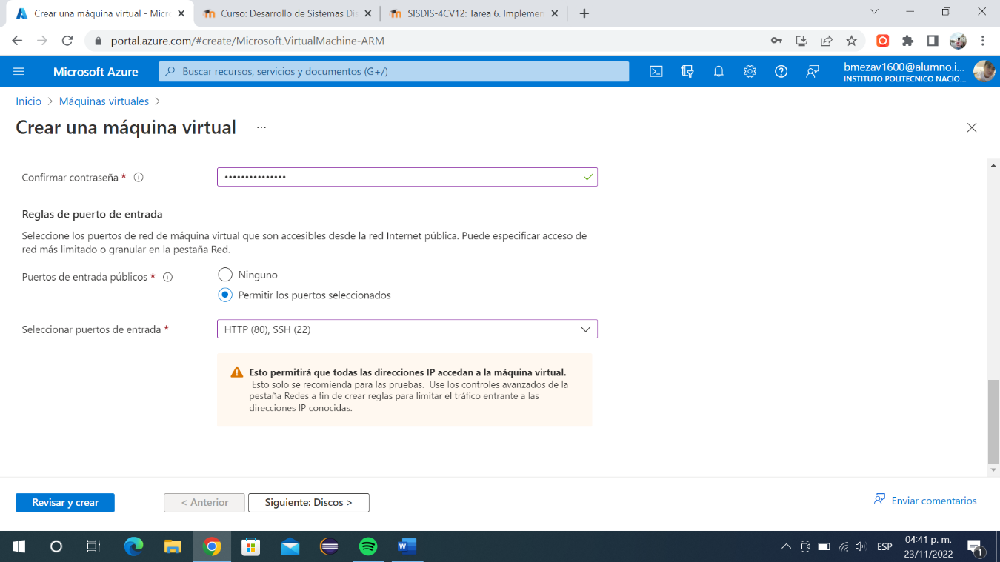 Crear una máquina virtual - Micro
Curso: Desarrollo de Sistemas Dis
SISDIS-4CV12: Tarea 6. Implemen
portal.azure.com/#create/Microsoft.VirtualMachine-ARM
Microsoft Azure
Buscar recursos, servicios y documentos (G+/)
bmezav1600@alumno.i...
INSTITUTO POLITECNICO NACIO...
Inicio > Máquinas virtuales >
Crear una máquina virtual ...
Confirmar contraseña *
•••••••••••••••
Reglas de puerto de entrada
Seleccione los puertos de red de máquina virtual que son accesibles desde la red Internet pública. Puede especificar acceso de
red más limitado o granular en la pestaña Red.
Puertos de entrada públicos *
Ninguno
Permitir los puertos seleccionados
Seleccionar puertos de entrada *
HTTP (80), SSH (22)
Esto permitirá que todas las direcciones IP accedan a la máquina virtual.
Esto solo se recomienda para las pruebas. Use los controles avanzados de la
pestaña Redes a fin de crear reglas para limitar el tráfico entrante a las
direcciones IP conocidas.
Revisar y crear
< Anterior
Siguiente: Discos >
Enviar comentarios
ESP
04:41 p. m.
23/11/2022
1